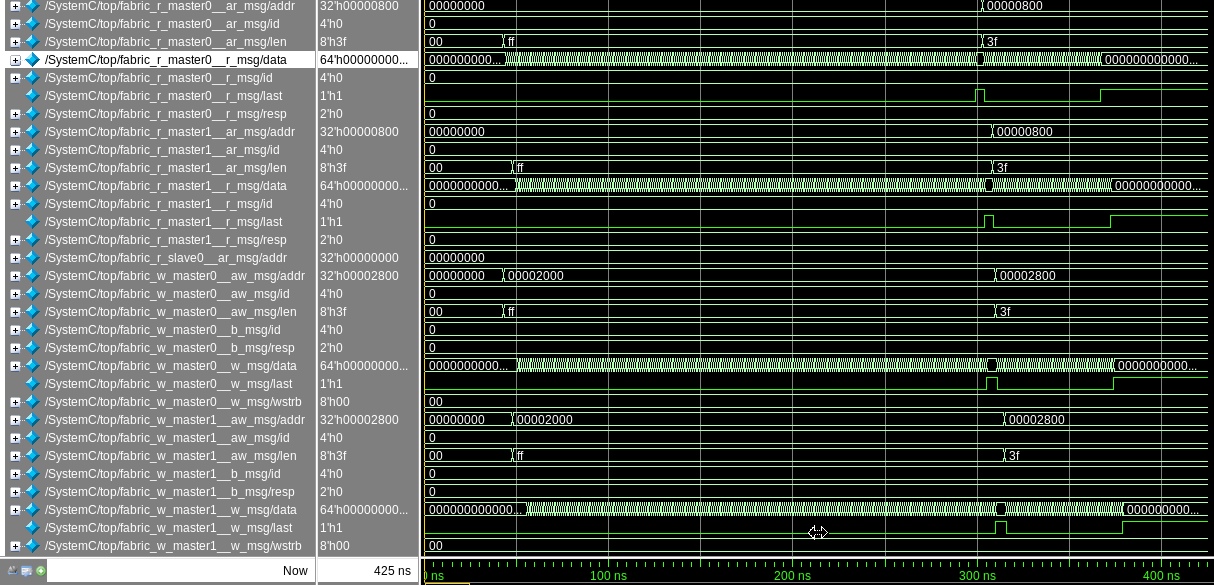 /SystemC/top/fabric_r_master0__ar_msg/addr 32'h00000800 00000000 00000800
/SystemC/top/fabric_r_master0__ar_msg/id 4'h0 0
/SystemC/top/fabric_r_master0__ar_msg/len 8'h3f 00 ff 3f
/SystemC/top/fabric_r_master0__r_msg/data 64'h00000000... 000000000... 000000000000...
/SystemC/top/fabric_r_master0__r_msg/id 4'h0 0
/SystemC/top/fabric_r_master0__r_msg/last 1'h1
/SystemC/top/fabric_r_master0__r_msg/resp 2'h0 0
/SystemC/top/fabric_r_master1__ar_msg/addr 32'h00000800 00000000 00000800
/SystemC/top/fabric_r_master1__ar_msg/id 4'h0 0
/SystemC/top/fabric_r_master1__ar_msg/len 8'h3f 00 ff 3f
/SystemC/top/fabric_r_master1__r_msg/data 64'h00000000... 0000000000... 00000000000...
/SystemC/top/fabric_r_master1__r_msg/id 4'h0 0
/SystemC/top/fabric_r_master1__r_msg/last 1'h1
/SystemC/top/fabric_r_master1__r_msg/resp 2'h0 0
/SystemC/top/fabric_r_slave0__ar_msg/addr 32'h00000000 00000000
/SystemC/top/fabric_w_master0__aw_msg/addr 32'h00002800 00000000 00002000 00002800
/SystemC/top/fabric_w_master0__aw_msg/id 4'h0 0
/SystemC/top/fabric_w_master0__aw_msg/len 8'h3f 00 ff 3f
/SystemC/top/fabric_w_master0__b_msg/id 4'h0 0
/SystemC/top/fabric_w_master0__b_msg/resp 2'h0 0
/SystemC/top/fabric_w_master0__w_msg/data 64'h00000000... 0000000000... 0000000000...
/SystemC/top/fabric_w_master0__w_msg/last 1'h1
/SystemC/top/fabric_w_master0__w_msg/wstrb 8'h00 00
/SystemC/top/fabric_w_master1__aw_msg/addr 32'h00002800 00000000 00002000 00002800
/SystemC/top/fabric_w_master1__aw_msg/id 4'h0 0
/SystemC/top/fabric_w_master1__aw_msg/len 8'h3f 00 ff 3f
/SystemC/top/fabric_w_master1__b_msg/id 4'h0 0
/SystemC/top/fabric_w_master1__b_msg/resp 2'h0 0
/SystemC/top/fabric_w_master1__w_msg/data 64'h00000000... 000000000000... 000000000...
/SystemC/top/fabric_w_master1__w_msg/last 1'h1
/SystemC/top/fabric_w_master1__w_msg/wstrb 8'h00 00
Now 425 ns ns 100 ns 200 ns 300 ns 400 ns